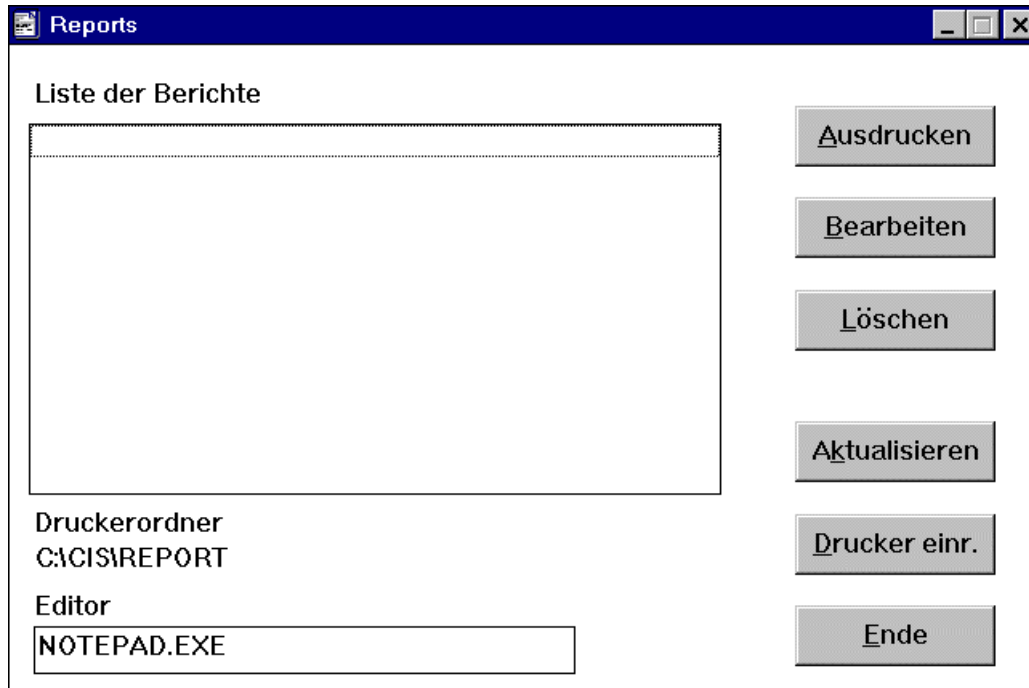 Reports
Liste der Berichte
Ausdrucken
Bearbeiten
Löschen
Aktualisieren
Druckerordner
C:\CIS\REPORT
Drucker einr.
Editor
NOTEPAD.EXE
Ende